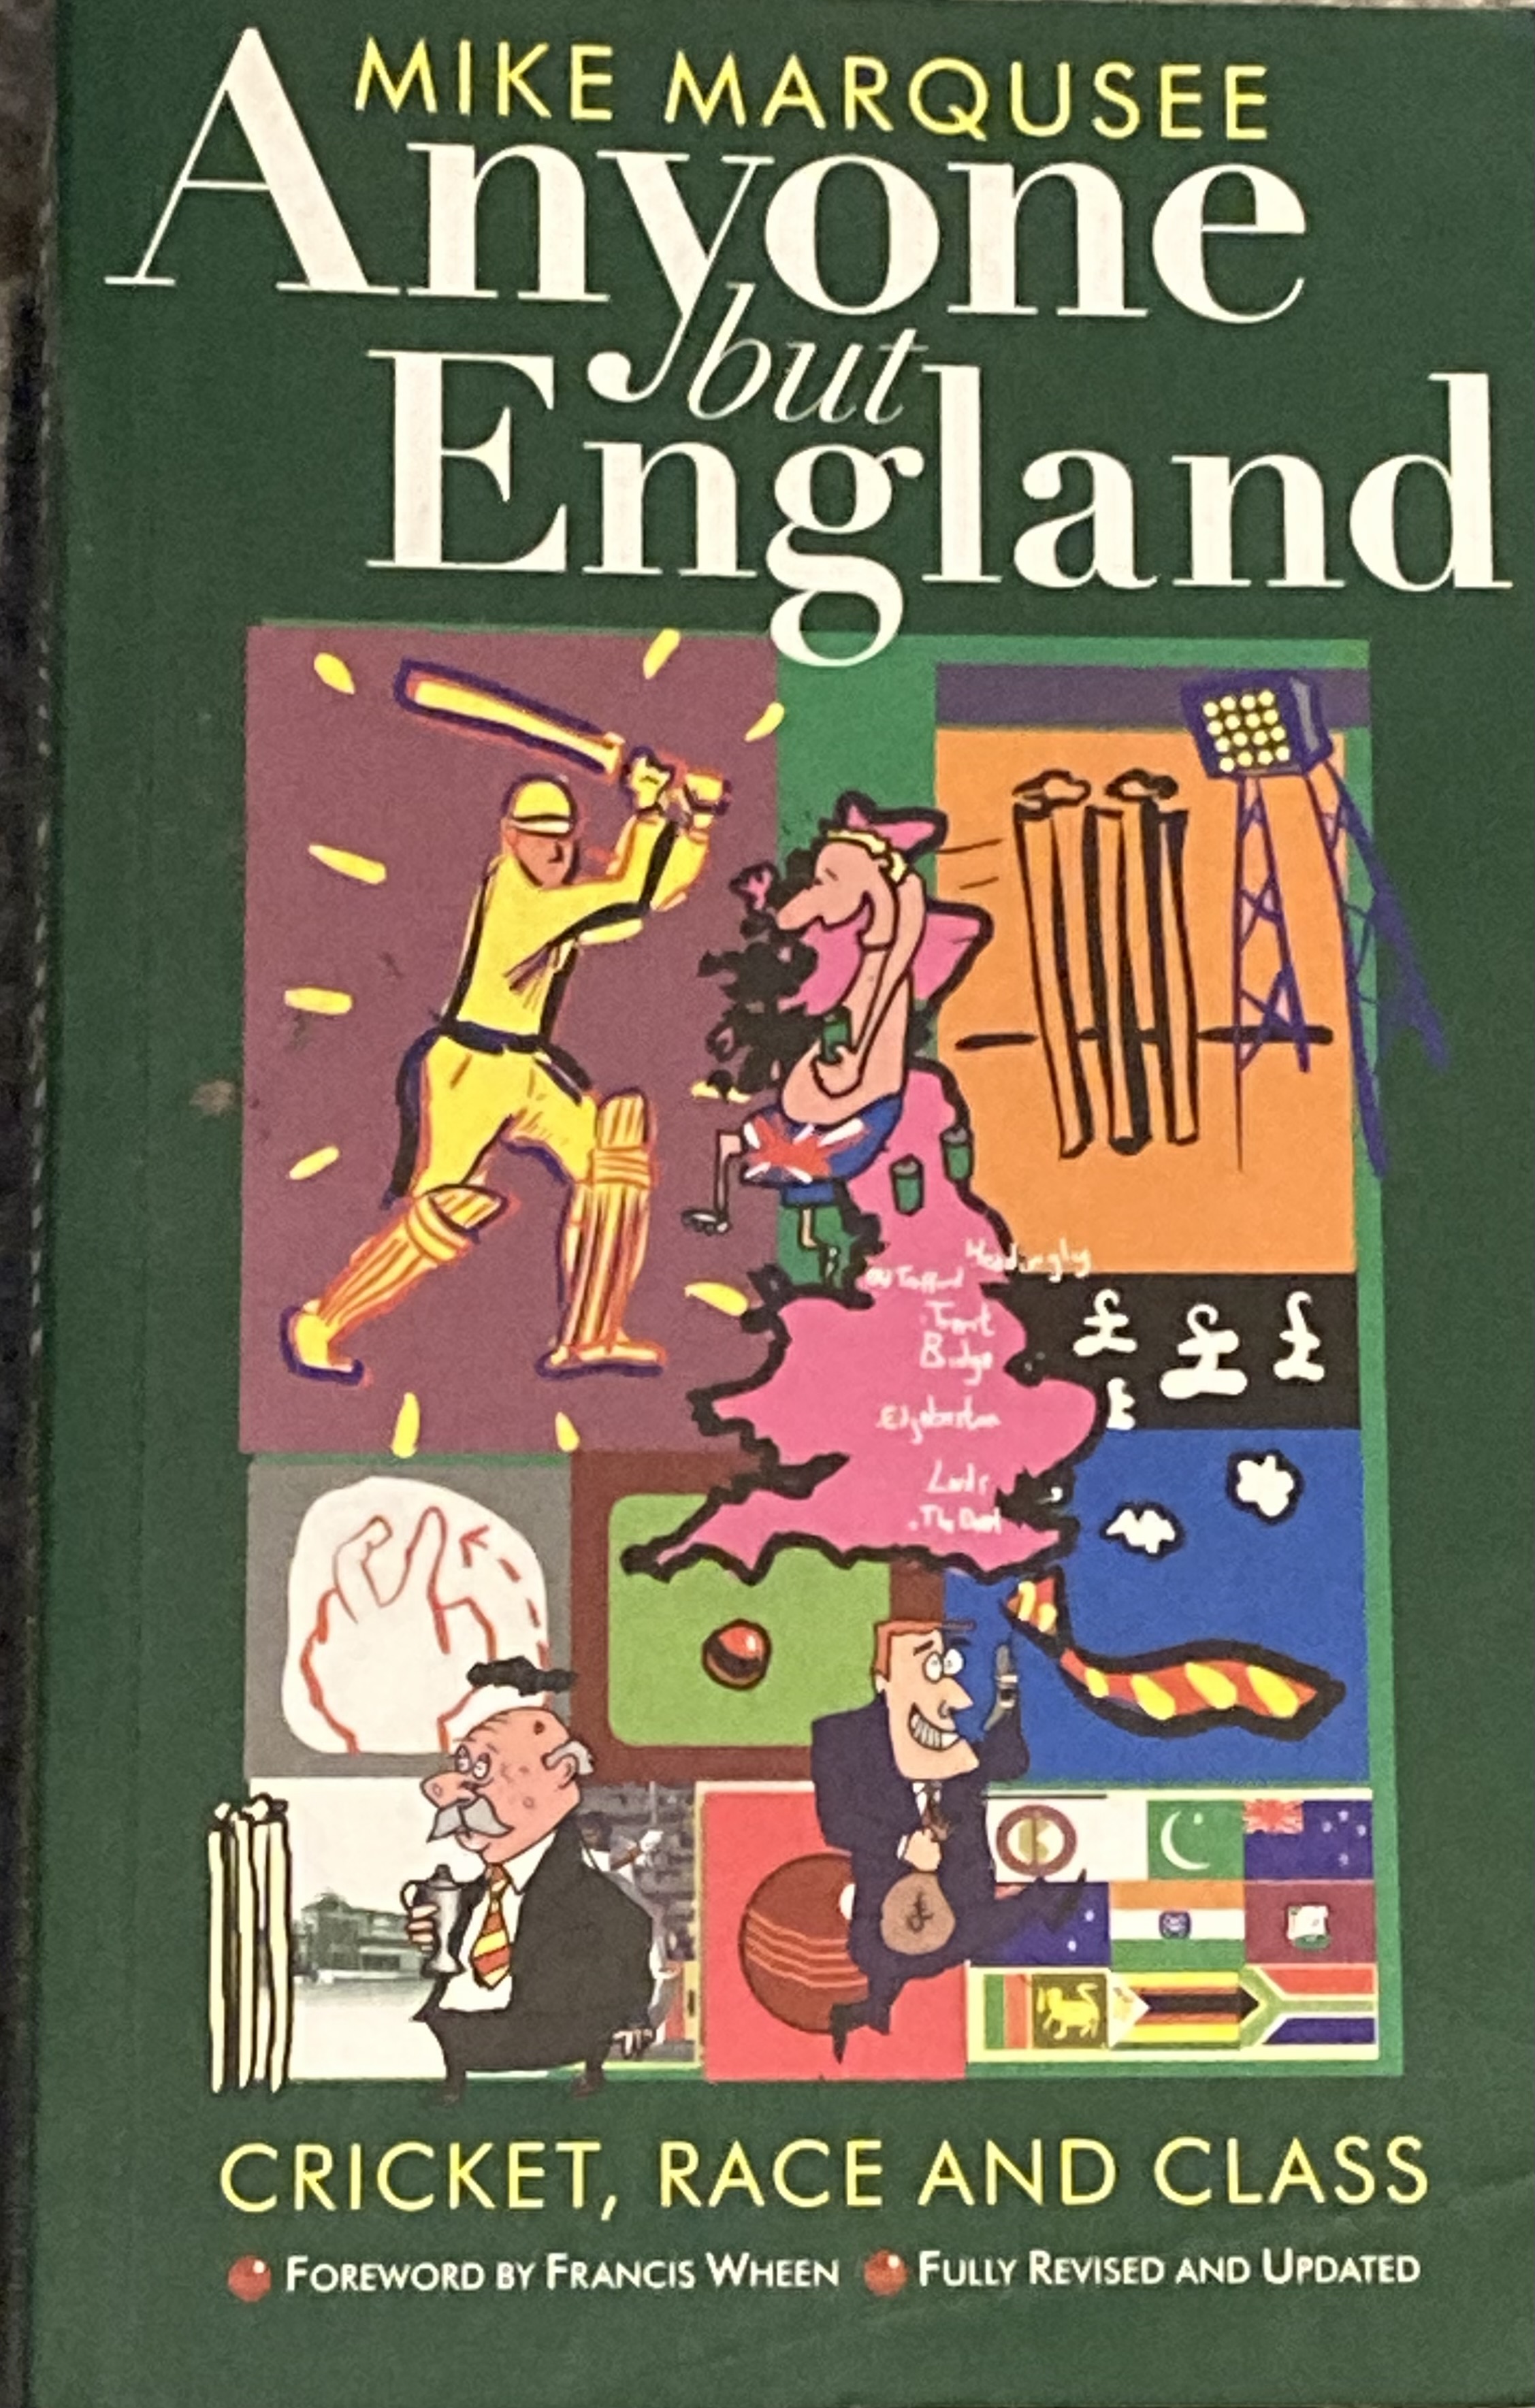 MIKE MARQUSEE
Anyone
but
England
Headingly
Old Trafford
Trent
Bridge
Edgbaston
Lords
The Oval
£ £ £
£
£
CRICKET, RACE AND CLASS
FOREWORD BY FRANCIS WHEEN FULLY REVISED AND UPDATED